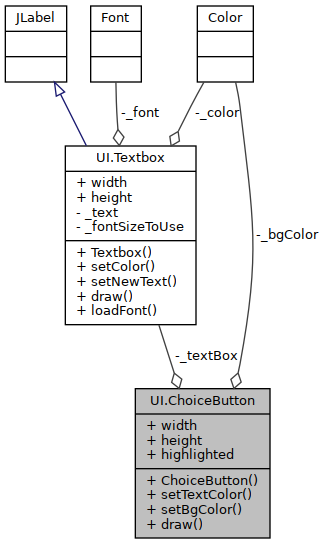 JLabel
Font
Color
-_font
-_color
UI.Textbox
+ width
+ height
- _text
- _fontSizeToUse
+ Textbox()
+ setColor()
+ setNewText()
+ draw()
+ loadFont()
-_bgColor
-_textBox
UI.ChoiceButton
+ width
+ height
+ highlighted
+ ChoiceButton()
+ setTextColor()
+ setBgColor()
+ draw()